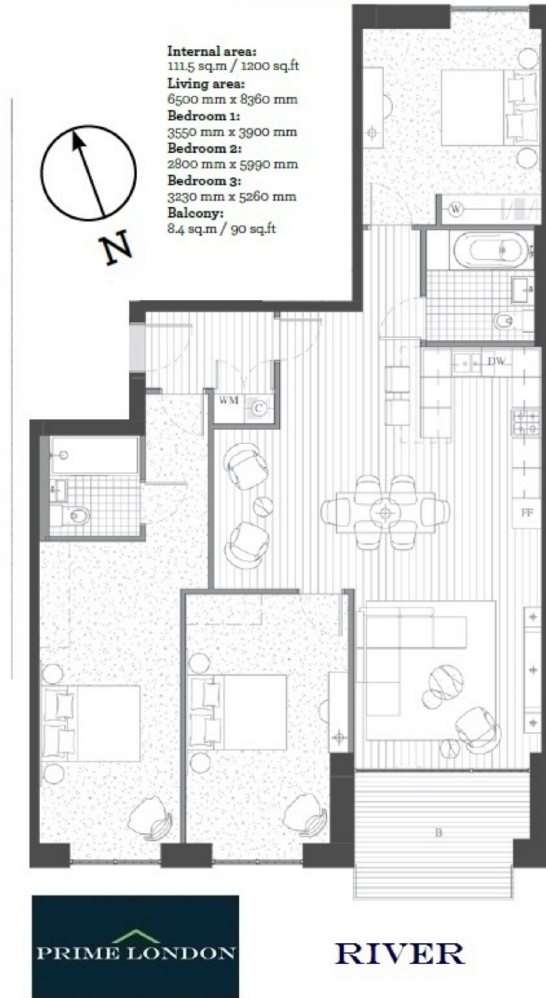 Internal area:
111.5 sq.m / 1200 sq.ft
Living area:
6500 mm x 8360 mm
Bedroom 1:
3550 mm x 3900 mm
Bedroom 2:
2800 mm x 5990 mm
Bedroom 3:
3230 mm x 5260 mm
Balcony:
8.4 sq.m / 90 sq.ft
N
W
WM
C
DW
FF
B
PRIME LONDON
RIVER